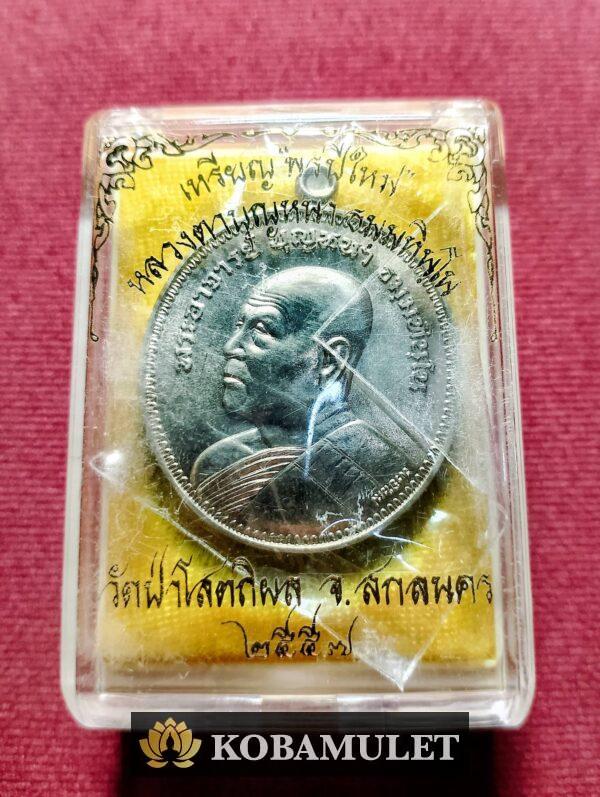 เหรียญ "พรปีใหม่"
หลวงตาบุญหนา ธมฺมทินฺโน
พระอาจารย์ บุญหนา ธมฺมทินฺโน
วัดป่าโสตถิผล จ. สกลนคร
๒๕๕๗
KOBAMULET